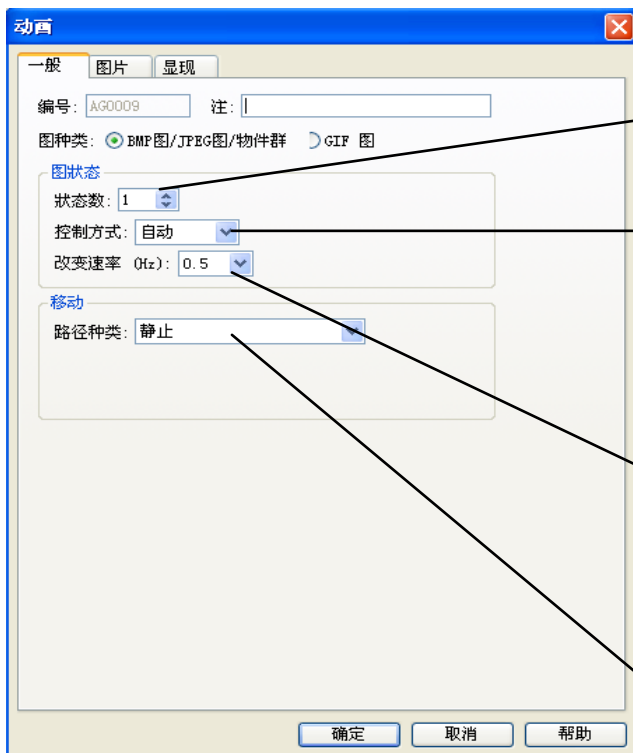 动画
一般 图片 显现
编号: AG0009 注:
图种类: BMP图/JPEG图/物件群 GIF 图
图狀态
狀态数: 1
控制方式: 自动
改变速率 (Hz): 0.5
移动
路径种类: 静止
确定 取消 帮助